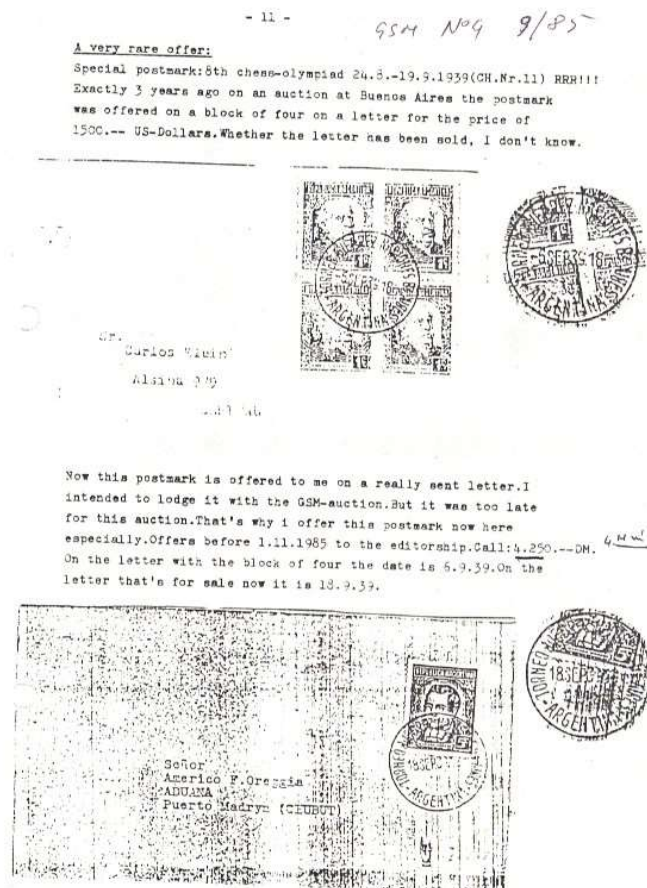 - 11 -
GSM No4 9/85
A very rare offer:
Special postmark:8th chess-olympiad 24.8.-19.9.1939(CH.Nr.11) RRR!!!
Exactly 3 years ago on an auction at Buenos Aires the postmark
was offered on a block of four on a letter for the price of
1500.-- US-Dollars.Whether the letter has been sold, I don't know.
Sr.
Carlos
Alsina
Now this postmark is offered to me on a really sent letter.I
intended to lodge it with the GSM-auction.But it was too late
for this auction.That's why i offer this postmark now here
especially.Offers before 1.11.1985 to the editorship.Call:4.250.--DM.
On the letter with the block of four the date is 6.9.39.On the
letter that's for sale now it is 18.9.39.
18SEP
TORNEO
ARGENTINA
Señor
Americo F.Oreggia
ADUANA
Puerto Madryn (CHUBUT)
18SEP
TORNEO
ARGENTINA